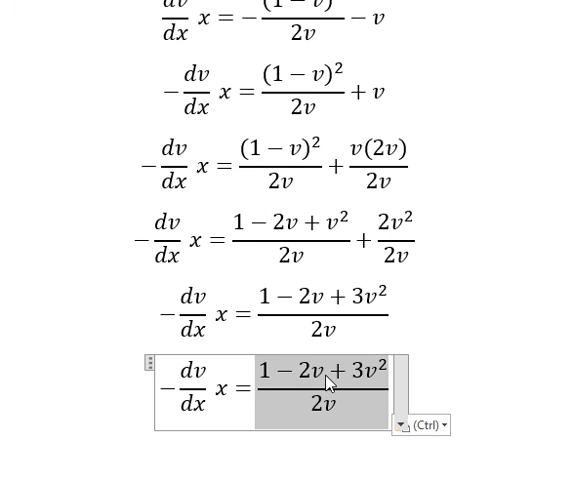 dv/dx x = −(1 − v)/2v − v
−dv/dx x = (1 − v)²/2v + v
−dv/dx x = (1 − v)²/2v + v(2v)/2v
−dv/dx x = 1 − 2v + v²/2v + 2v²/2v
−dv/dx x = 1 − 2v + 3v²/2v
−dv/dx x = 1 − 2v + 3v²/2v
(Ctrl)